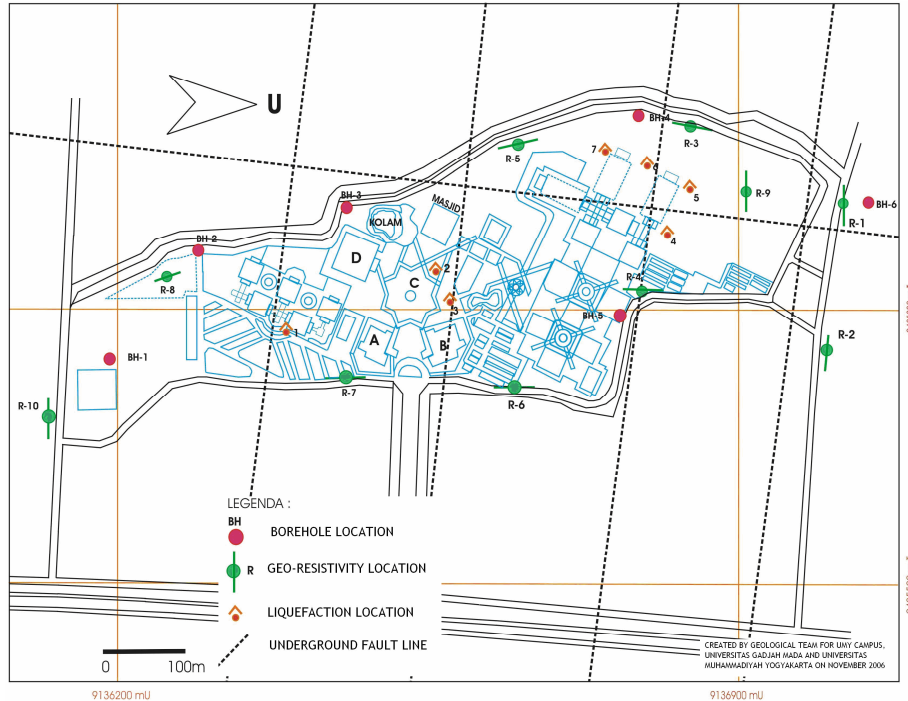 U
BH-4
R-3
R-5
7
6
5
R-9
BH-6
R-1
BH-3
MASJID
KOLAM
4
BH-2
D
2
C
R-8
R-4
3
BH-5
1
A
B
R-2
BH-1
R-7
R-6
R-10
LEGENDA :
BH
BOREHOLE LOCATION
R GEO-RESISTIVITY LOCATION
LIQUEFACTION LOCATION
UNDERGROUND FAULT LINE
0 100m
CREATED BY GEOLOGICAL TEAM FOR UMY CAMPUS,
UNIVERSITAS GADJAH MADA AND UNIVERSITAS
MUHAMMADIYAH YOGYAKARTA ON NOVEMBER 2006
9136200 mU
9136900 mU